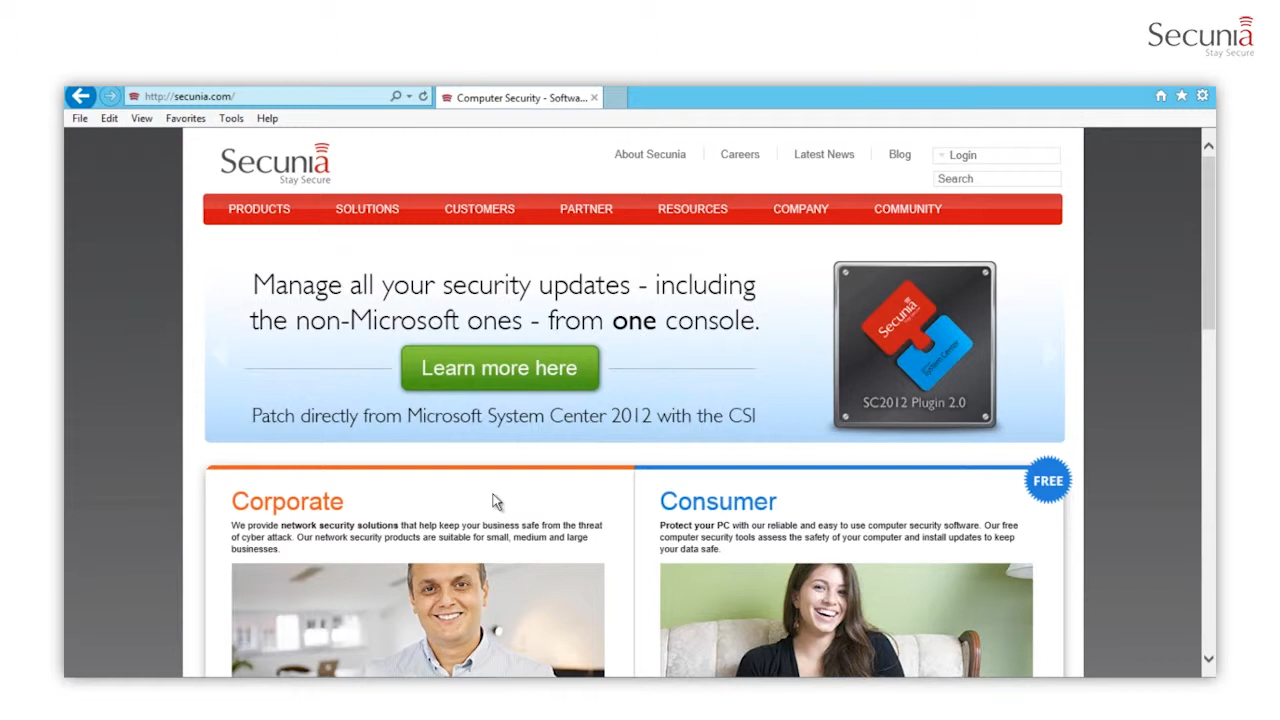 Secunia
Stay Secure
http://secunia.com/
Computer Security - Softwa...
File Edit View Favorites Tools Help
Secunia
Stay Secure
About Secunia Careers Latest News Blog Login
Search
PRODUCTS SOLUTIONS CUSTOMERS PARTNER RESOURCES COMPANY COMMUNITY
Manage all your security updates - including
the non-Microsoft ones - from one console.
Learn more here
Patch directly from Microsoft System Center 2012 with the CSI
Secunia
System Center
SC2012 Plugin 2.0
Corporate
We provide network security solutions that help keep your business safe from the threat
of cyber attack. Our network security products are suitable for small, medium and large
businesses.
Consumer
FREE
Protect your PC with our reliable and easy to use computer security software. Our free
computer security tools assess the safety of your computer and install updates to keep
your data safe.